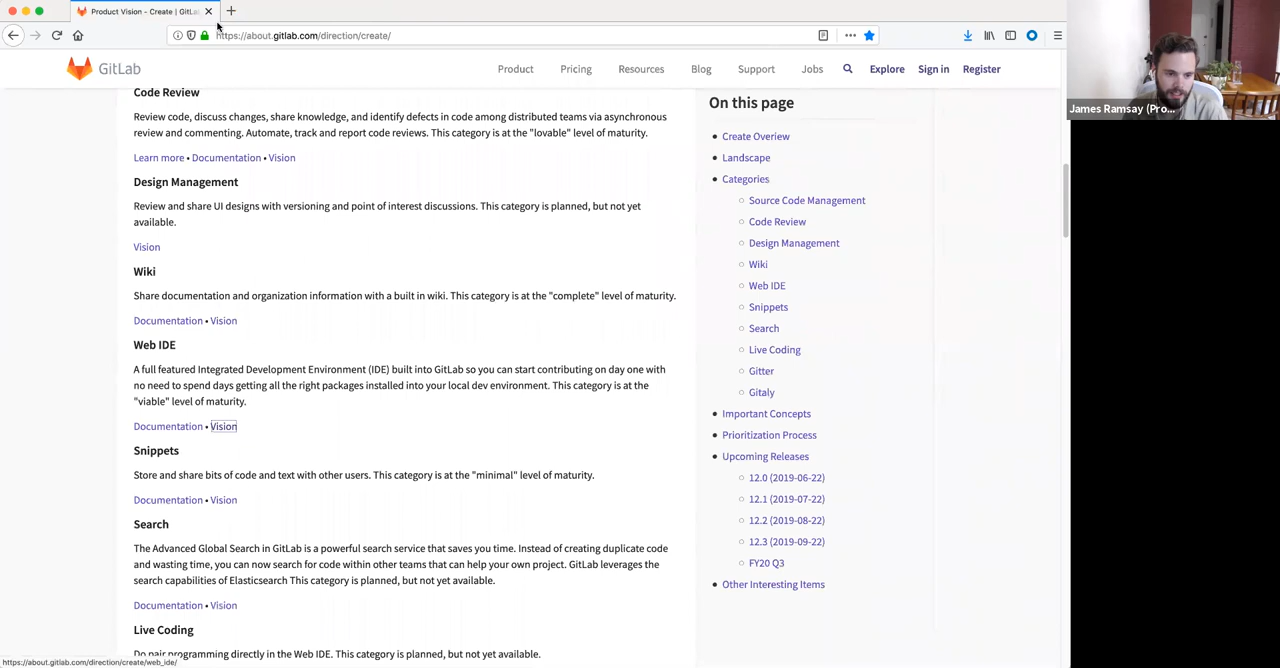 Product Vision - Create | GitLa
https://about.gitlab.com/direction/create/
GitLab
Product
Pricing
Resources
Blog
Support
Jobs
Explore
Sign in
Register
James Ramsay (Pro...
Code Review
Review code, discuss changes, share knowledge, and identify defects in code among distributed teams via asynchronous
review and commenting. Automate, track and report code reviews. This category is at the "lovable" level of maturity.
Learn more • Documentation • Vision
Design Management
Review and share UI designs with versioning and point of interest discussions. This category is planned, but not yet
available.
Vision
Wiki
Share documentation and organization information with a built in wiki. This category is at the "complete" level of maturity.
Documentation • Vision
Web IDE
A full featured Integrated Development Environment (IDE) built into GitLab so you can start contributing on day one with
no need to spend days getting all the right packages installed into your local dev environment. This category is at the
"viable" level of maturity.
Documentation • Vision
Snippets
Store and share bits of code and text with other users. This category is at the "minimal" level of maturity.
Documentation • Vision
Search
The Advanced Global Search in GitLab is a powerful search service that saves you time. Instead of creating duplicate code
and wasting time, you can now search for code within other teams that can help your own project. GitLab leverages the
search capabilities of Elasticsearch This category is planned, but not yet available.
Documentation • Vision
Live Coding
Do pair programming directly in the Web IDE. This category is planned, but not yet available.
On this page
Create Overiew
Landscape
Categories
Source Code Management
Code Review
Design Management
Wiki
Web IDE
Snippets
Search
Live Coding
Gitter
Gitaly
Important Concepts
Prioritization Process
Upcoming Releases
12.0 (2019-06-22)
12.1 (2019-07-22)
12.2 (2019-08-22)
12.3 (2019-09-22)
FY20 Q3
Other Interesting Items
https://about.gitlab.com/direction/create/web_ide/